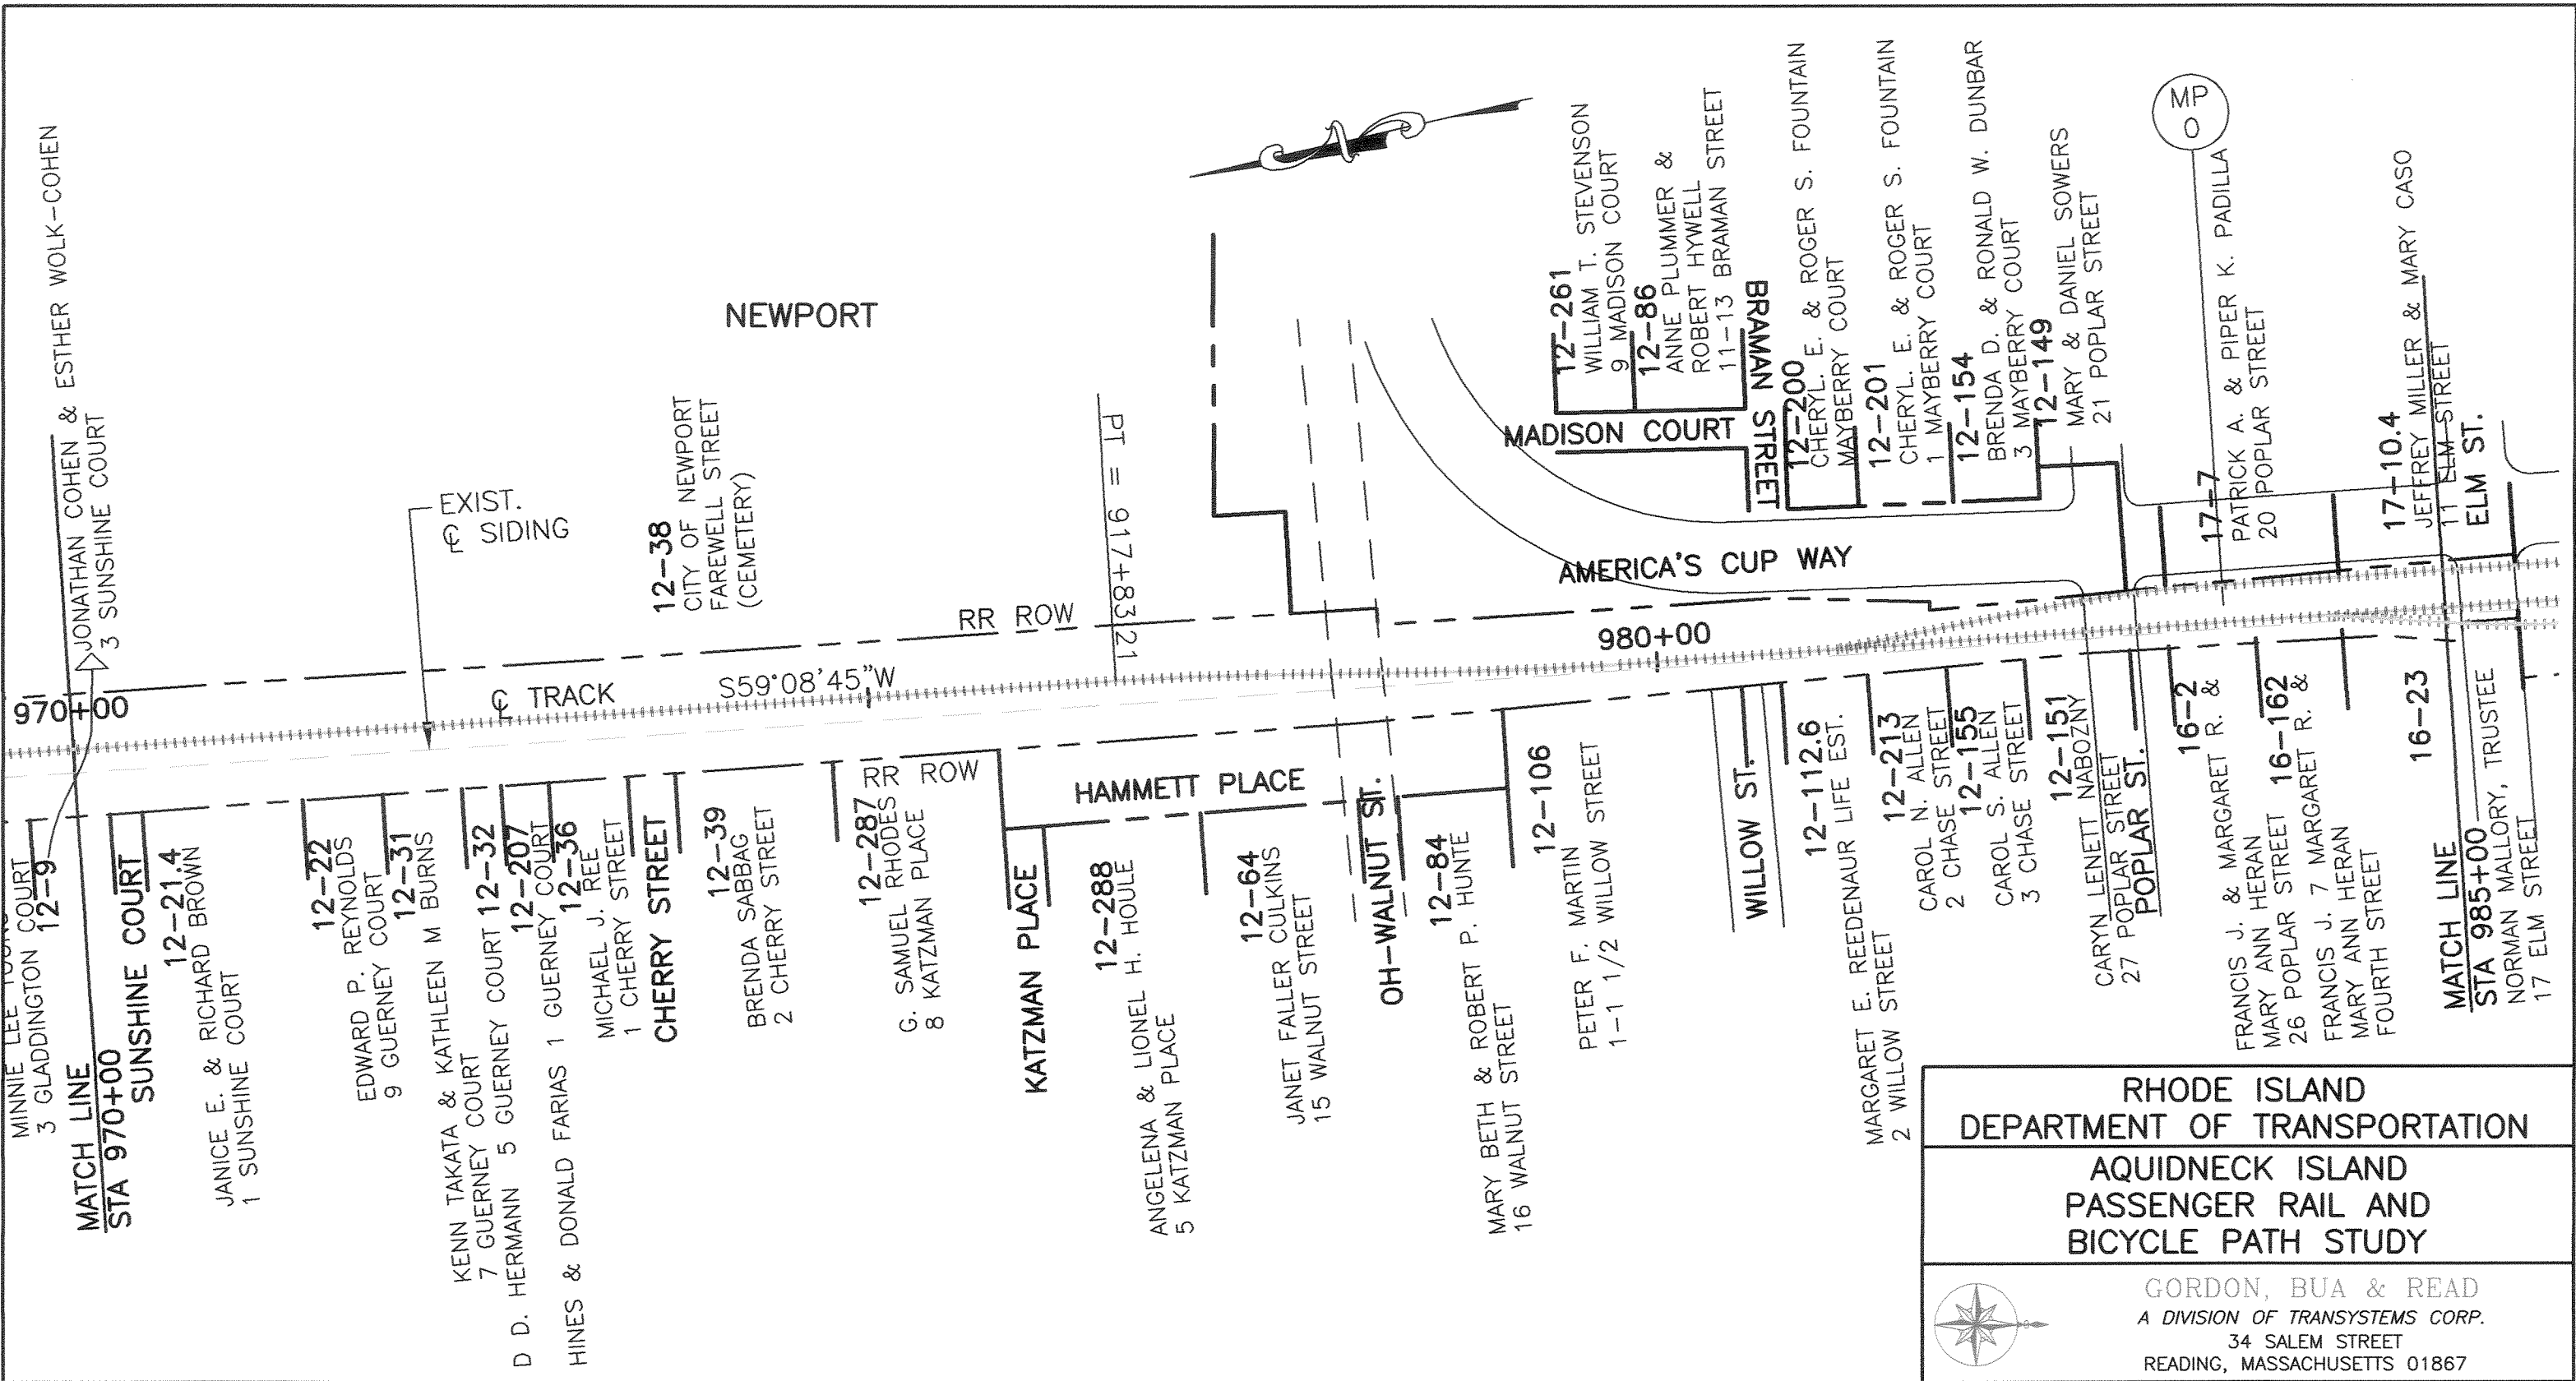 JONATHAN COHEN & ESTHER WOLK-COHEN
3 SUNSHINE COURT
970+00
EXIST.
℄ SIDING
NEWPORT
12-38
CITY OF NEWPORT
FAREWELL STREET
(CEMETERY)
℄ TRACK
S59°08'45"W
RR ROW
PT = 917+83.21
N
12-261
WILLIAM T. STEVENSON
9 MADISON COURT
12-86
ANNE PLUMMER &
ROBERT HYWELL
11-13 BRAMAN STREET
MADISON COURT
BRAMAN STREET
12-200
CHERYL. E. & ROGER S. FOUNTAIN
MAYBERRY COURT
12-201
CHERYL. E. & ROGER S. FOUNTAIN
1 MAYBERRY COURT
12-154
BRENDA D. & RONALD W. DUNBAR
3 MAYBERRY COURT
12-149
MARY & DANIEL SOWERS
21 POPLAR STREET
AMERICA'S CUP WAY
980+00
MP
0
17-7
PATRICK A. & PIPER K. PADILLA
20 POPLAR STREET
17-10.4
JEFFREY MILLER & MARY CASO
11 ELM STREET
ELM ST.
3 GLADDINGTON COURT
12-9
MATCH LINE
STA 970+00
SUNSHINE COURT
12-21.4
JANICE E. & RICHARD BROWN
1 SUNSHINE COURT
12-22
EDWARD P. REYNOLDS
9 GUERNEY COURT
12-31
KENN TAKATA & KATHLEEN M BURNS
7 GUERNEY COURT
12-32
D D. HERMANN 5 GUERNEY COURT
12-207
HINES & DONALD FARIAS 1 GUERNEY COURT
12-36
MICHAEL J. REE
1 CHERRY STREET
CHERRY STREET
12-39
BRENDA SABBAG
2 CHERRY STREET
12-287
G. SAMUEL RHODES
8 KATZMAN PLACE
RR ROW
KATZMAN PLACE
HAMMETT PLACE
12-288
ANGELENA & LIONEL H. HOULE
5 KATZMAN PLACE
12-64
JANET FALLER CULKINS
15 WALNUT STREET
OH-WALNUT ST.
12-84
MARY BETH & ROBERT P. HUNTE
16 WALNUT STREET
12-106
PETER F. MARTIN
1-1 1/2 WILLOW STREET
WILLOW ST.
12-112.6
MARGARET E. REEDENAUR LIFE EST.
2 WILLOW STREET
12-213
CAROL N. ALLEN
2 CHASE STREET
12-155
CAROL S. ALLEN
3 CHASE STREET
12-151
CARYN LENETT NABOZNY
27 POPLAR STREET
POPLAR ST.
16-2
FRANCIS J. & MARGARET R. &
MARY ANN HERAN
26 POPLAR STREET
16-162
FRANCIS J. 7 MARGARET R. &
MARY ANN HERAN
FOURTH STREET
16-23
MATCH LINE
STA 985+00
NORMAN MALLORY, TRUSTEE
17 ELM STREET
RHODE ISLAND
DEPARTMENT OF TRANSPORTATION
AQUIDNECK ISLAND
PASSENGER RAIL AND
BICYCLE PATH STUDY
GORDON, BUA & READ
A DIVISION OF TRANSYSTEMS CORP.
34 SALEM STREET
READING, MASSACHUSETTS 01867